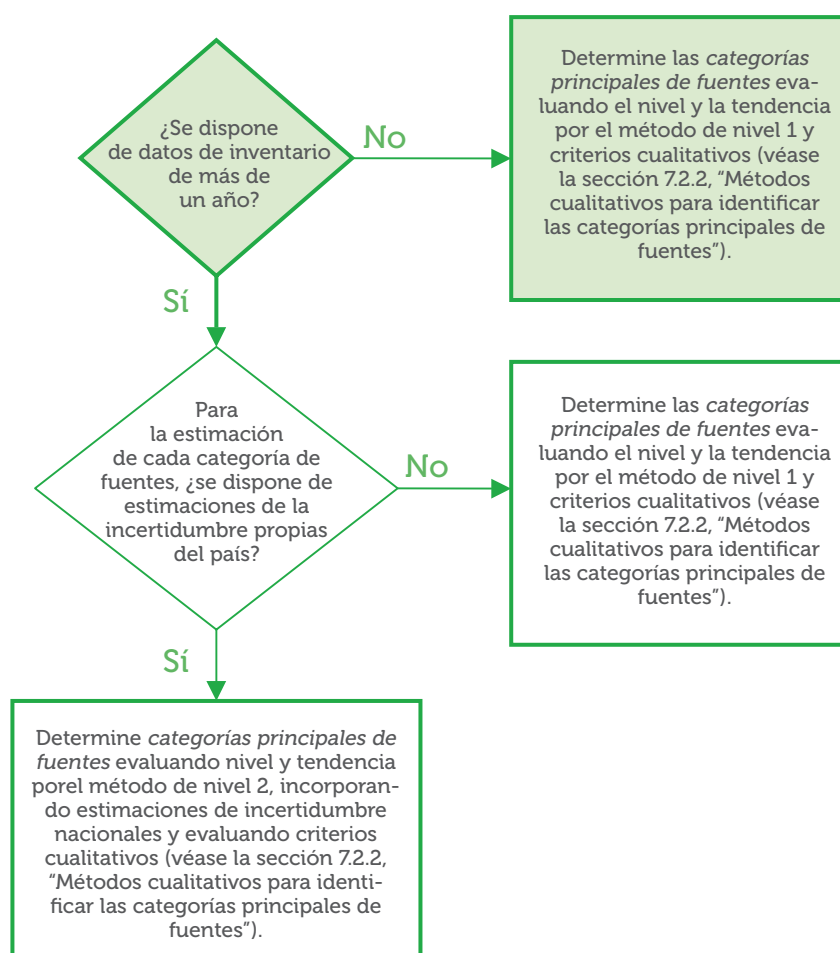 ¿Se dispone
de datos de inventario
de más de
un año?
No
Determine las categorías
principales de fuentes eva-
luando el nivel y la tendencia
por el método de nivel 1 y
criterios cualitativos (véase
la sección 7.2.2, “Métodos
cualitativos para identificar
las categorías principales de
fuentes”).
Sí
Para
la estimación
de cada categoría de
fuentes, ¿se dispone de
estimaciones de la
incertidumbre propias
del país?
No
Determine las categorías
principales de fuentes eva-
luando el nivel y la tendencia
por el método de nivel 1 y
criterios cualitativos (véase
la sección 7.2.2, “Métodos
cualitativos para identificar
las categorías principales de
fuentes”).
Sí
Determine categorías principales de
fuentes evaluando nivel y tendencia
porel método de nivel 2, incorporan-
do estimaciones de incertidumbre
nacionales y evaluando criterios
cualitativos (véase la sección 7.2.2,
“Métodos cualitativos para identi-
ficar las categorías principales de
fuentes”).